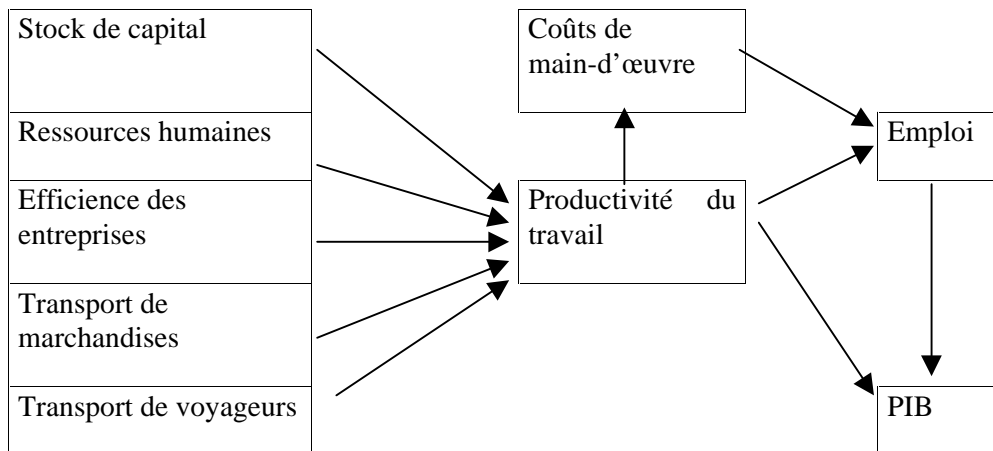 Stock de capital
Ressources humaines
Efficience des
entreprises
Transport de
marchandises
Transport de voyageurs
Coûts de
main-d’œuvre
Productivité du
travail
Emploi
PIB